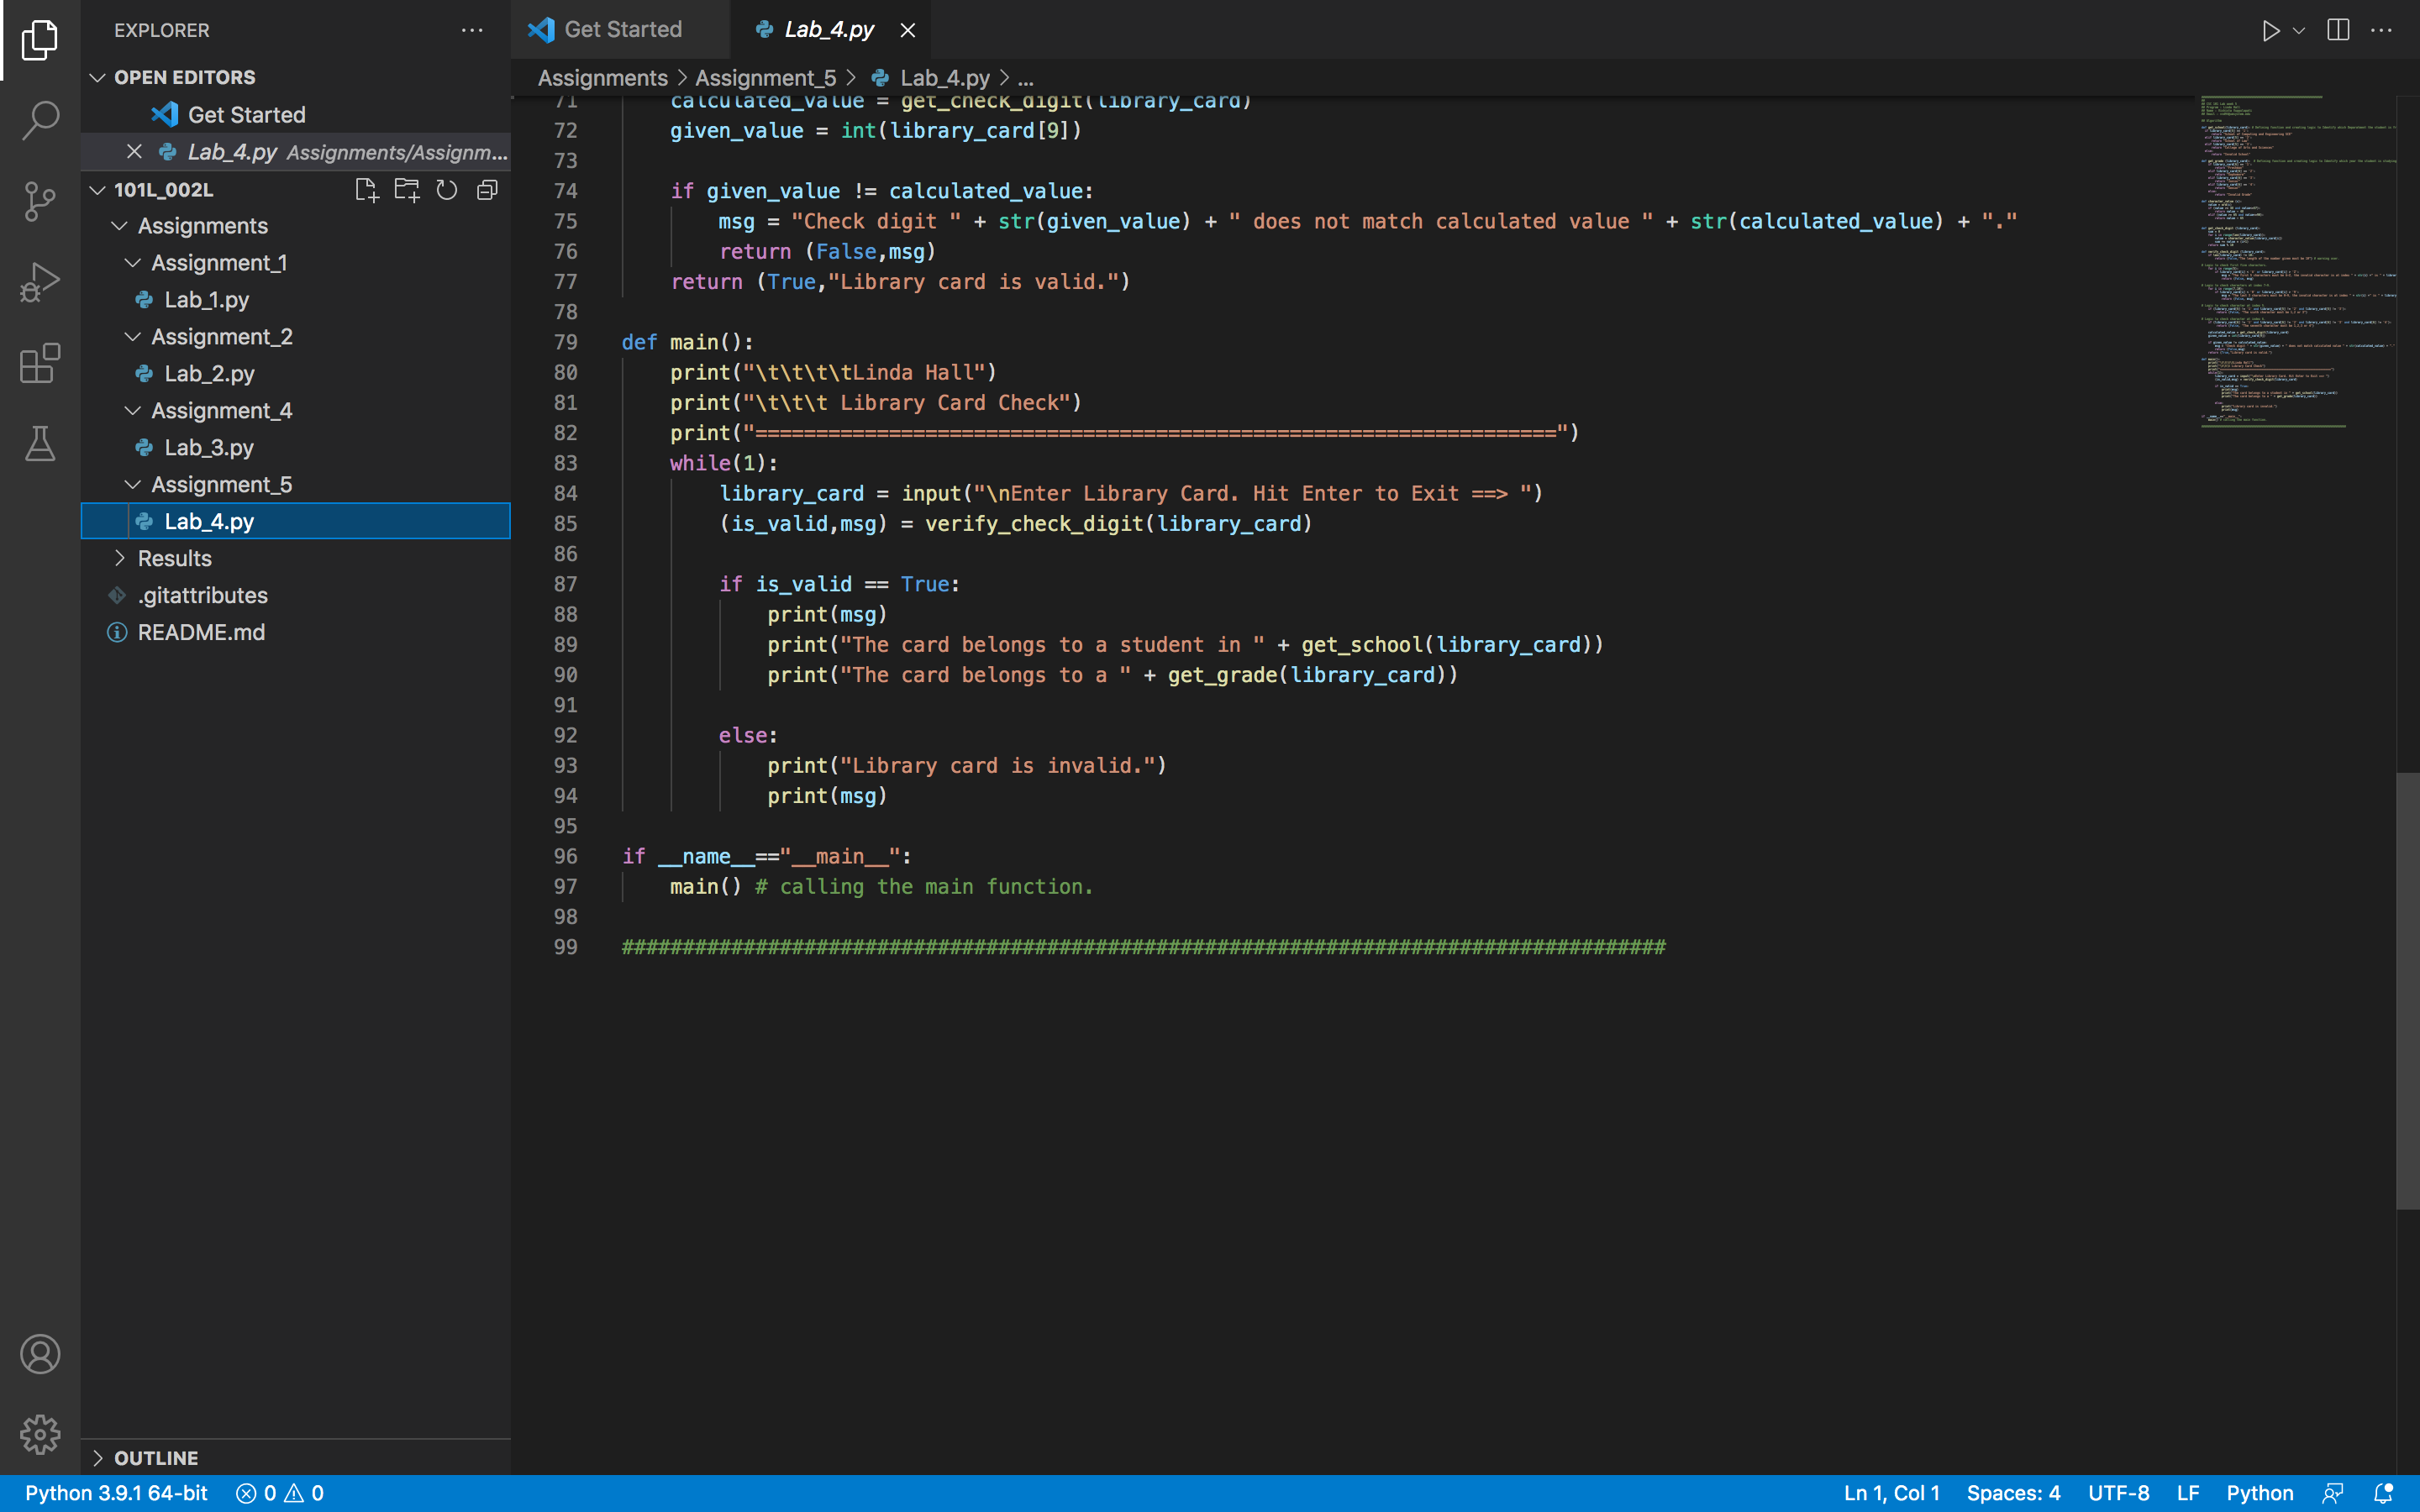 EXPLORER
Get Started
Lab_4.py
OPEN EDITORS
Get Started
Lab_4.py Assignments/Assignm...
101L_002L
Assignments
Assignment_1
Lab_1.py
Assignment_2
Lab_2.py
Assignment_4
Lab_3.py
Assignment_5
Lab_4.py
Results
.gitattributes
README.md
OUTLINE
Assignments > Assignment_5 > Lab_4.py > ...
71 calculated_value = get_check_digit(library_card)
72 given_value = int(library_card[9])
73
74 if given_value != calculated_value:
75 msg = "Check digit " + str(given_value) + " does not match calculated value " + str(calculated_value) + "."
76 return (False,msg)
77 return (True,"Library card is valid.")
78
79 def main():
80 print("\t\t\t\tLinda Hall")
81 print("\t\t\t Library Card Check")
82 print("==================================================================")
83 while(1):
84 library_card = input("\nEnter Library Card. Hit Enter to Exit ==> ")
85 (is_valid,msg) = verify_check_digit(library_card)
86
87 if is_valid == True:
88 print(msg)
89 print("The card belongs to a student in " + get_school(library_card))
90 print("The card belongs to a " + get_grade(library_card))
91
92 else:
93 print("Library card is invalid.")
94 print(msg)
95
96 if __name__=="__main__":
97 main() # calling the main function.
98
99 ######################################################################################
Python 3.9.1 64-bit 0 0
Ln 1, Col 1 Spaces: 4 UTF-8 LF Python